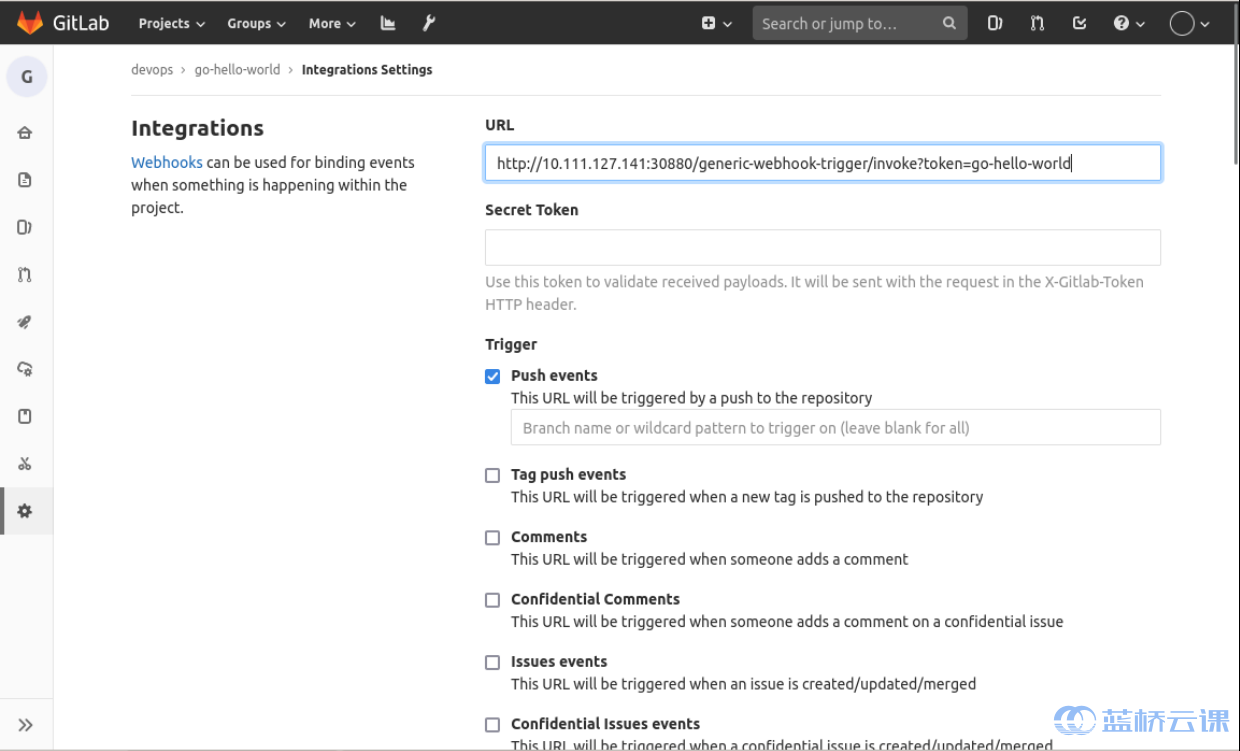 GitLab Projects Groups More Search or jump to...
G devops › go-hello-world › Integrations Settings
Integrations
Webhooks can be used for binding events
when something is happening within the
project.
URL
http://10.111.127.141:30880/generic-webhook-trigger/invoke?token=go-hello-world
Secret Token
Use this token to validate received payloads. It will be sent with the request in the X-Gitlab-Token
HTTP header.
Trigger
Push events
This URL will be triggered by a push to the repository
Branch name or wildcard pattern to trigger on (leave blank for all)
Tag push events
This URL will be triggered when a new tag is pushed to the repository
Comments
This URL will be triggered when someone adds a comment
Confidential Comments
This URL will be triggered when someone adds a comment on a confidential issue
Issues events
This URL will be triggered when an issue is created/updated/merged
Confidential Issues events
This URL will be triggered when a confidential issue is created/updated/merged
蓝桥云课